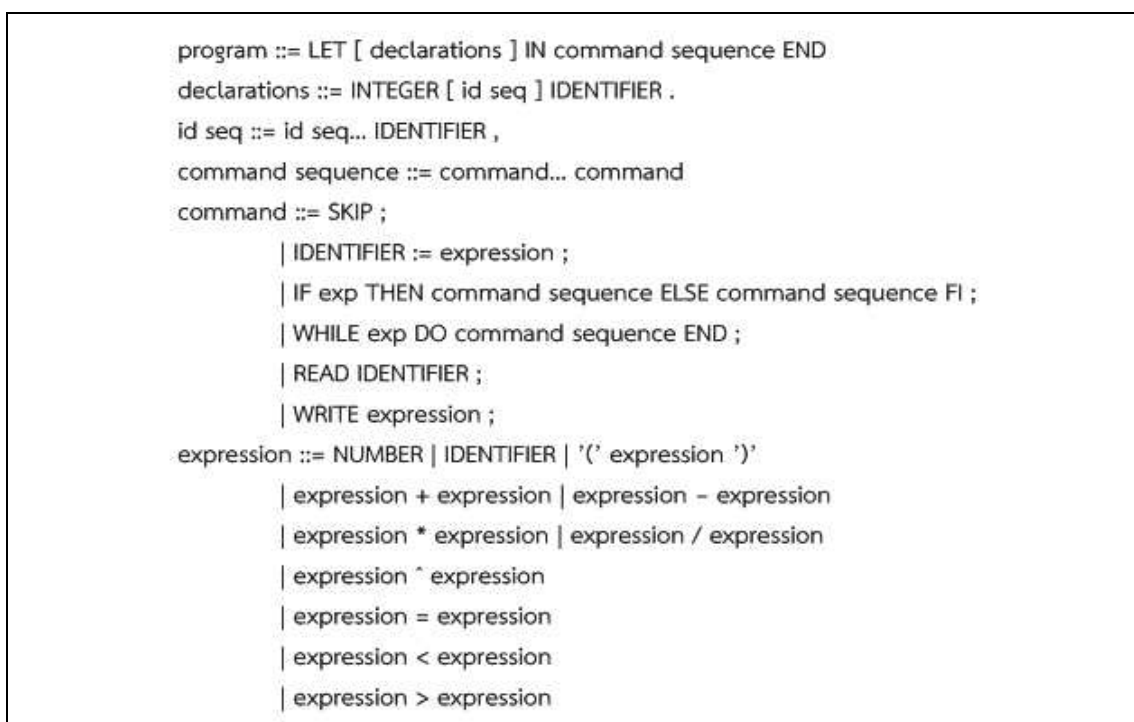 program ::= LET [ declarations ] IN command sequence END
declarations ::= INTEGER [ id seq ] IDENTIFIER .
id seq ::= id seq... IDENTIFIER ,
command sequence ::= command... command
command ::= SKIP ;
| IDENTIFIER := expression ;
| IF exp THEN command sequence ELSE command sequence FI ;
| WHILE exp DO command sequence END ;
| READ IDENTIFIER ;
| WRITE expression ;
expression ::= NUMBER | IDENTIFIER | '(’ expression ’)’
| expression + expression | expression – expression
| expression * expression | expression / expression
| expression ˆ expression
| expression = expression
| expression < expression
| expression > expression